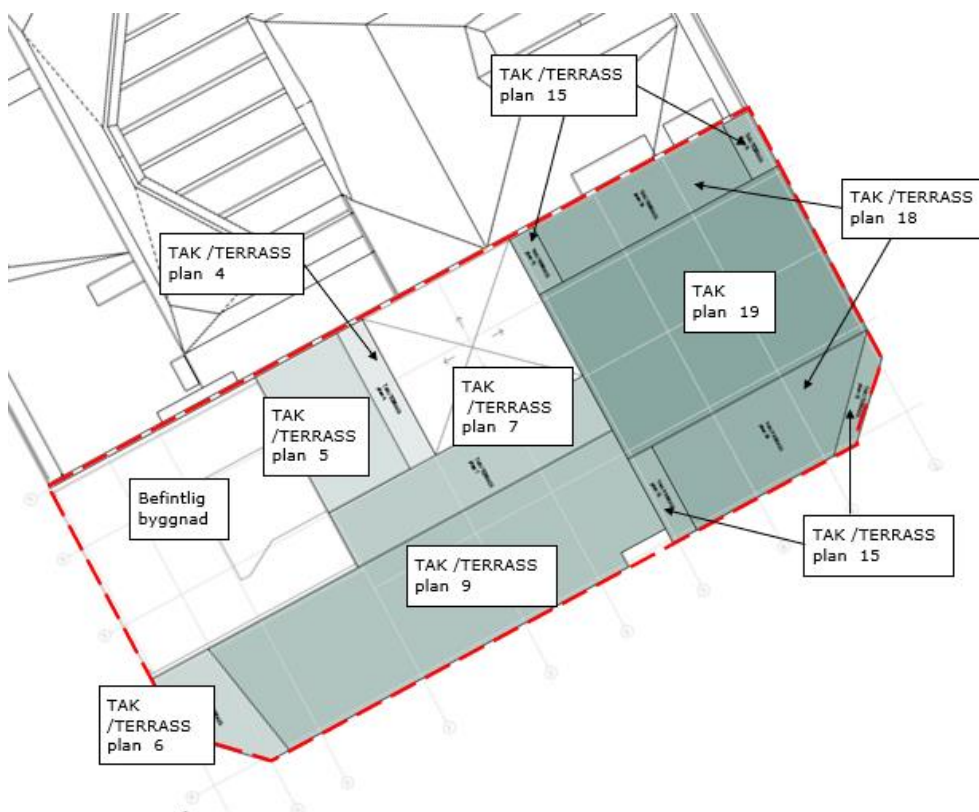 TAK /TERRASS
plan 15
TAK /TERRASS
plan 18
TAK /TERRASS
plan 4
TAK
plan 19
TAK
/TERRASS
plan 7
TAK
/TERRASS
plan 5
Befintlig
byggnad
TAK /TERRASS
plan 15
TAK /TERRASS
plan 9
TAK
/TERRASS
plan 6